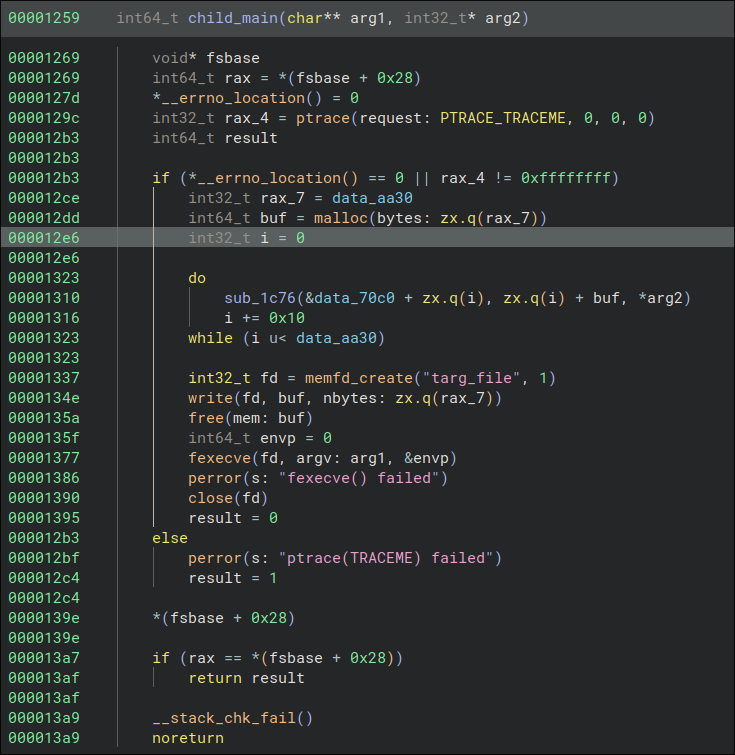 00001259 int64_t child_main(char** arg1, int32_t* arg2)
00001269 void* fsbase
00001269 int64_t rax = *(fsbase + 0x28)
0000127d *__errno_location() = 0
0000129c int32_t rax_4 = ptrace(request: PTRACE_TRACEME, 0, 0, 0)
000012b3 int64_t result
000012b3
000012b3 if (*__errno_location() == 0 || rax_4 != 0xffffffff)
000012ce int32_t rax_7 = data_aa30
000012dd int64_t buf = malloc(bytes: zx.q(rax_7))
000012e6 int32_t i = 0
000012e6
00001323 do
00001310 sub_1c76(&data_70c0 + zx.q(i), zx.q(i) + buf, *arg2)
00001316 i += 0x10
00001323 while (i u< data_aa30)
00001323
00001337 int32_t fd = memfd_create("targ_file", 1)
0000134e write(fd, buf, nbytes: zx.q(rax_7))
0000135a free(mem: buf)
0000135f int64_t envp = 0
00001377 fexecve(fd, argv: arg1, &envp)
00001386 perror(s: "fexecve() failed")
00001390 close(fd)
00001395 result = 0
000012b3 else
000012bf perror(s: "ptrace(TRACEME) failed")
000012c4 result = 1
000012c4
0000139e *(fsbase + 0x28)
0000139e
000013a7 if (rax == *(fsbase + 0x28))
000013af return result
000013af
000013a9 __stack_chk_fail()
000013a9 noreturn